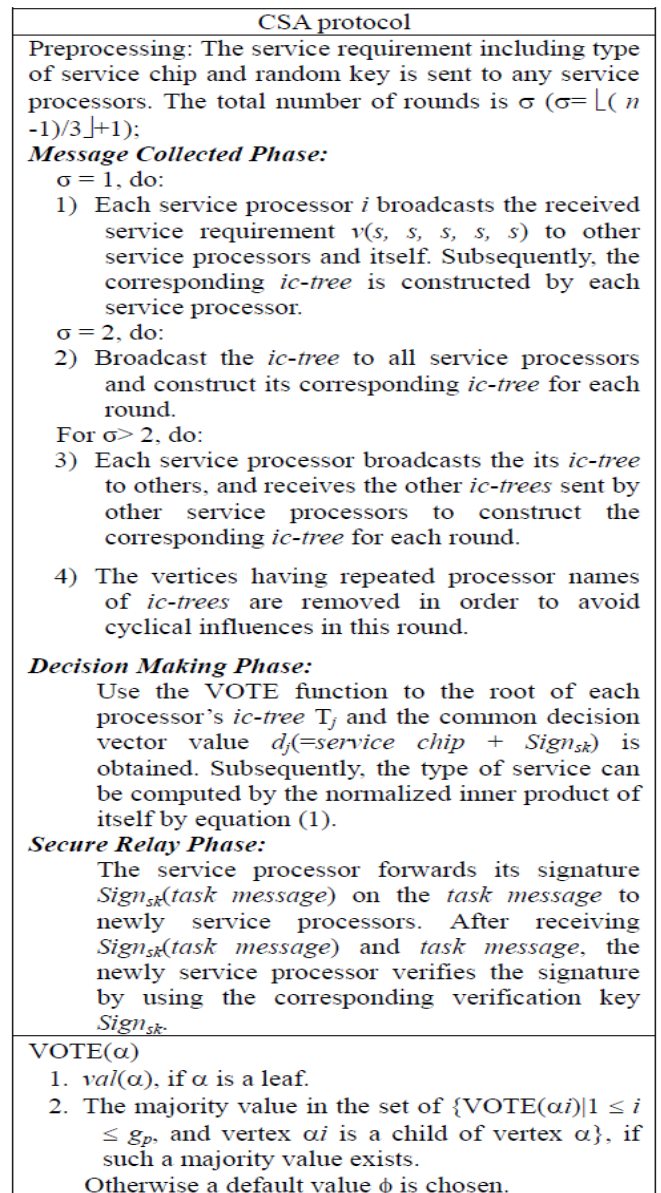 CSA protocol
Preprocessing: The service requirement including type
of service chip and random key is sent to any service
processors. The total number of rounds is σ (σ= ⌊( n
-1)/3⌋+1);
Message Collected Phase:
σ = 1, do:
1) Each service processor i broadcasts the received
service requirement v(s, s, s, s, s) to other
service processors and itself. Subsequently, the
corresponding ic-tree is constructed by each
service processor.
σ = 2, do:
2) Broadcast the ic-tree to all service processors
and construct its corresponding ic-tree for each
round.
For σ> 2, do:
3) Each service processor broadcasts the its ic-tree
to others, and receives the other ic-trees sent by
other service processors to construct the
corresponding ic-tree for each round.
4) The vertices having repeated processor names
of ic-trees are removed in order to avoid
cyclical influences in this round.
Decision Making Phase:
Use the VOTE function to the root of each
processor's ic-tree Tj and the common decision
vector value dj(=service chip + Signsk) is
obtained. Subsequently, the type of service can
be computed by the normalized inner product of
itself by equation (1).
Secure Relay Phase:
The service processor forwards its signature
Signsk(task message) on the task message to
newly service processors. After receiving
Signsk(task message) and task message, the
newly service processor verifies the signature
by using the corresponding verification key
Signsk.
VOTE(α)
1. val(α), if α is a leaf.
2. The majority value in the set of {VOTE(αi)|1 ≤ i
≤ gp, and vertex αi is a child of vertex α}, if
such a majority value exists.
Otherwise a default value ϕ is chosen.